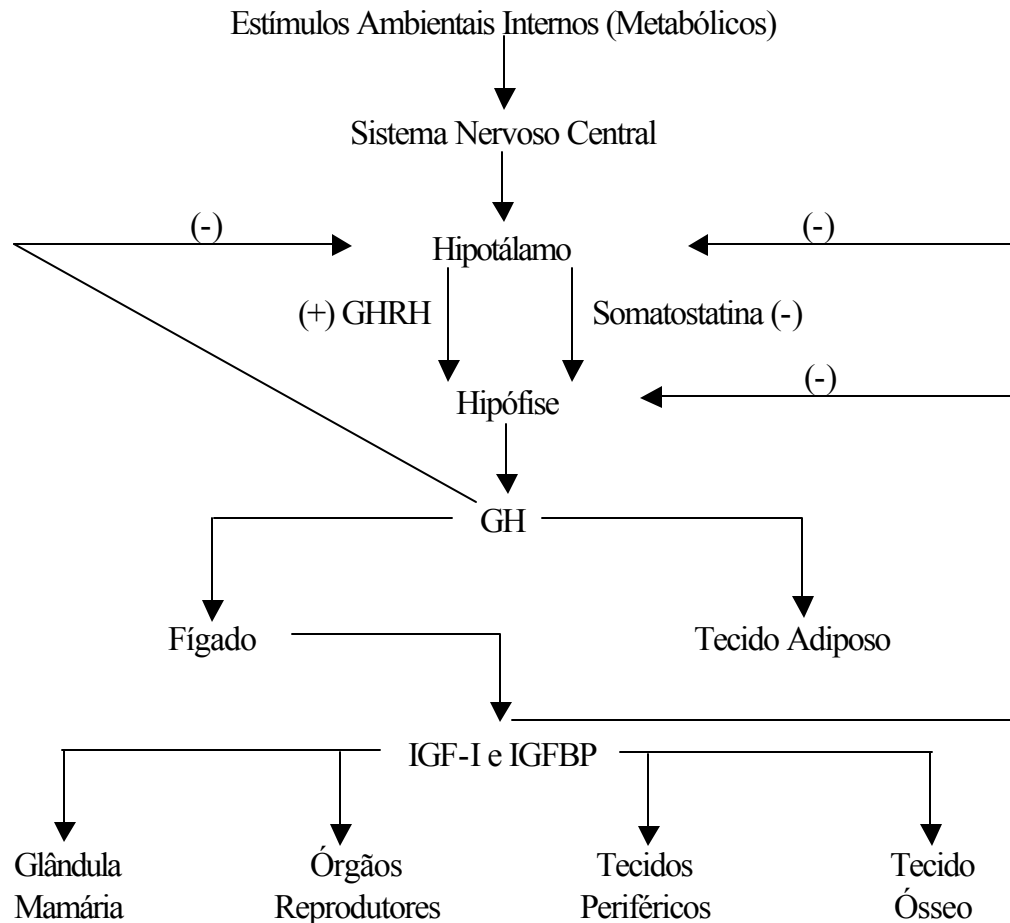 Estímulos Ambientais Internos (Metabólicos)
Sistema Nervoso Central
(-)
(-)
Hipotálamo
(+) GHRH
Somatostatina (-)
(-)
Hipófise
GH
Fígado
Tecido Adiposo
IGF-I e IGFBP
Glândula
Mamária
Órgãos
Reprodutores
Tecidos
Periféricos
Tecido
Ósseo